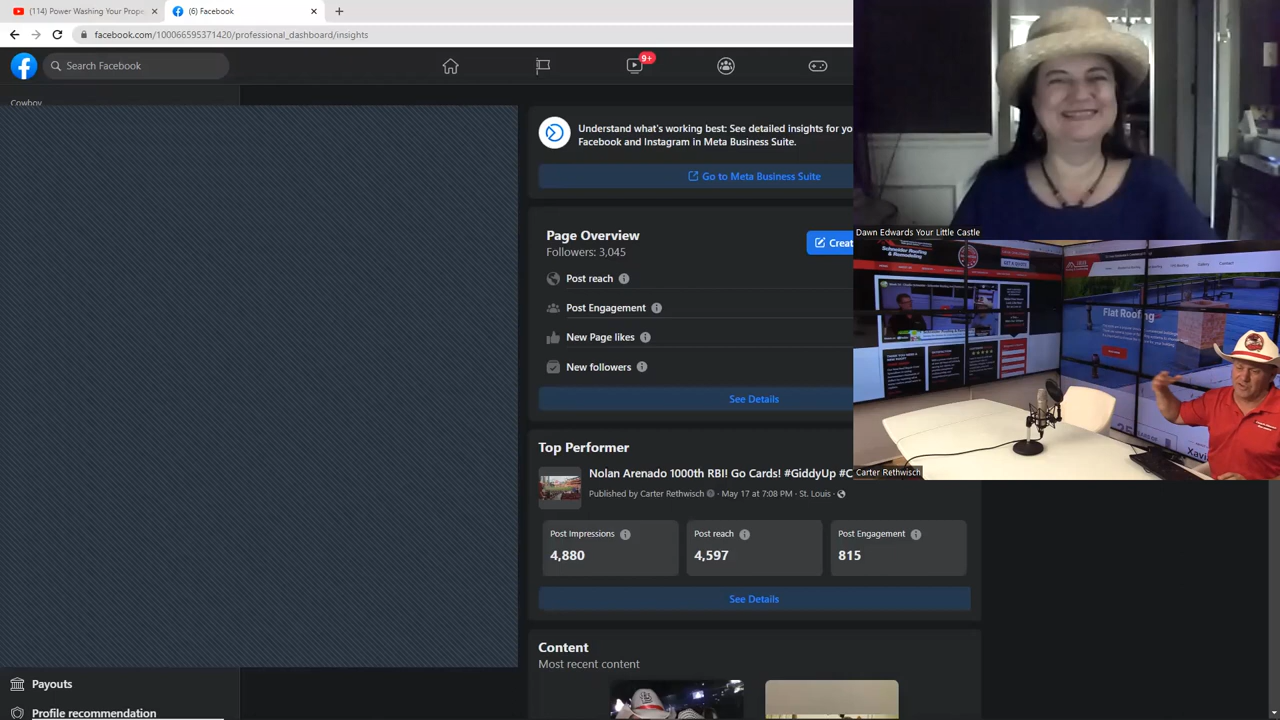 (114) Power Washing Your Prope
(6) Facebook
facebook.com/100066595371420/professional_dashboard/insights
Search Facebook
9+
Cowboy
Understand what's working best: See detailed insights for yo
Facebook and Instagram in Meta Business Suite.
Go to Meta Business Suite
Page Overview
Followers: 3,045
Creat
Post reach
Post Engagement
New Page likes
New followers
See Details
Top Performer
Nolan Arenado 1000th RBI! Go Cards! #GiddyUp #C
Published by Carter Rethwisch · May 17 at 7:08 PM · St. Louis ·
Post Impressions
4,880
Post reach
4,597
Post Engagement
815
See Details
Content
Most recent content
Payouts
Profile recommendation
Dawn Edwards Your Little Castle
Schneider Roofing
& Remodeling
Flat Roofing
Gallery
Contact
Carter Rethwisch